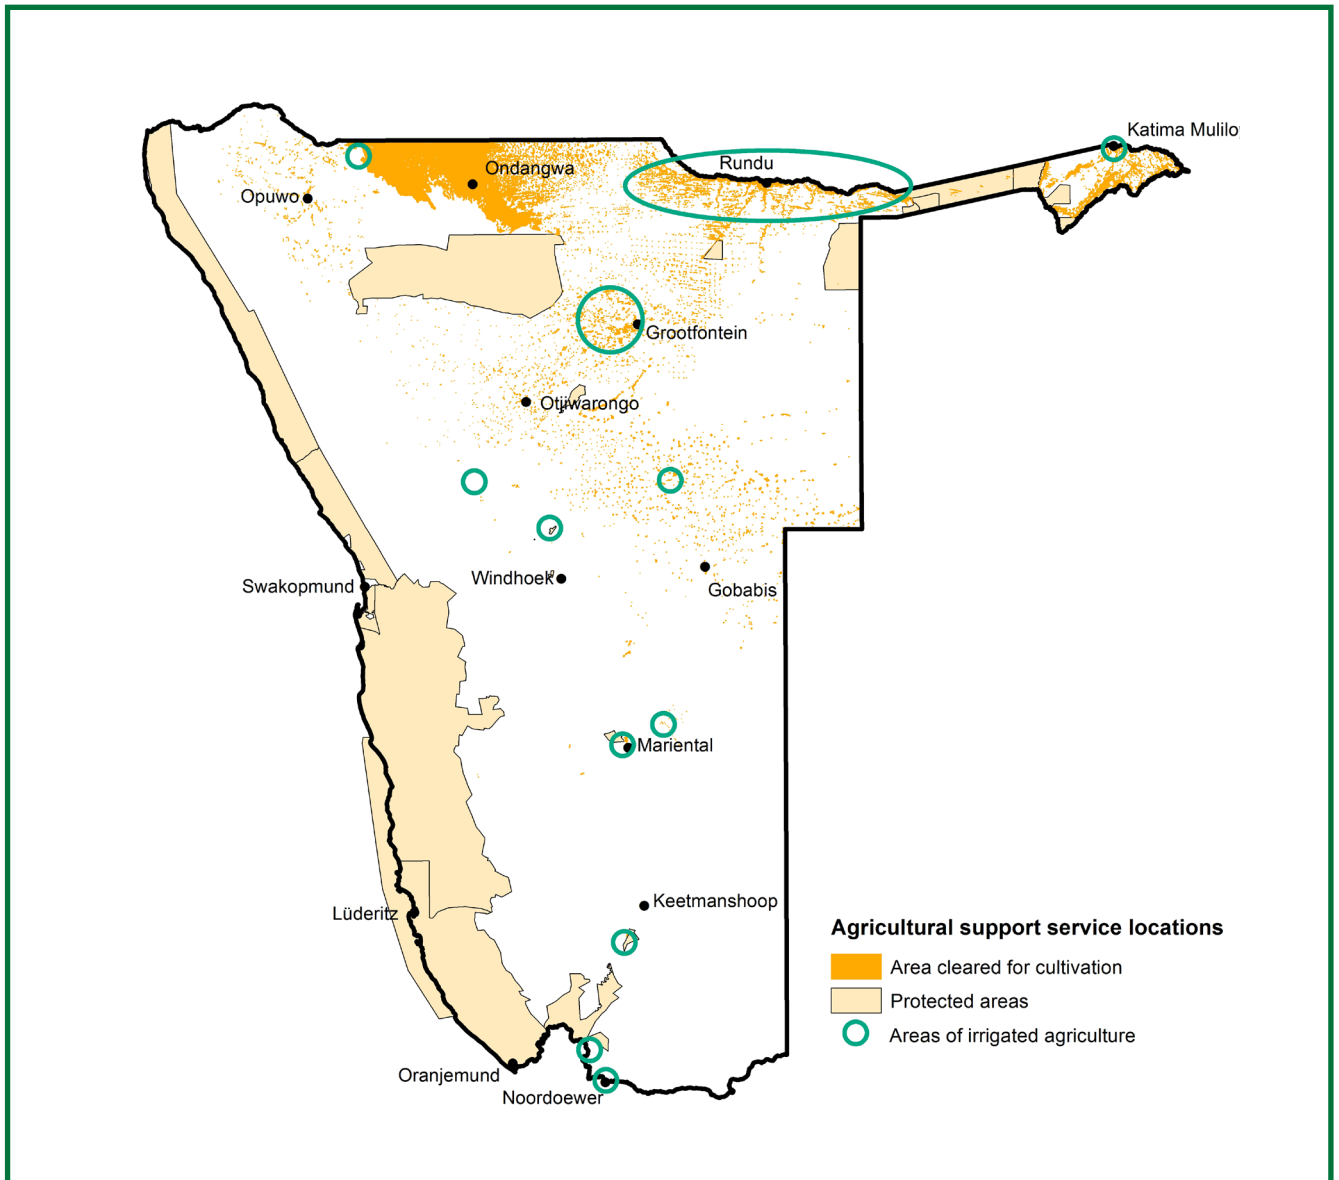 Katima Mulilo
Rundu
Ondangwa
Opuwo
Grootfontein
Otjiwarongo
Windhoek
Swakopmund
Gobabis
Mariental
Keetmanshoop
Lüderitz
Agricultural support service locations
Area cleared for cultivation
Protected areas
Areas of irrigated agriculture
Oranjemund
Noordoewer